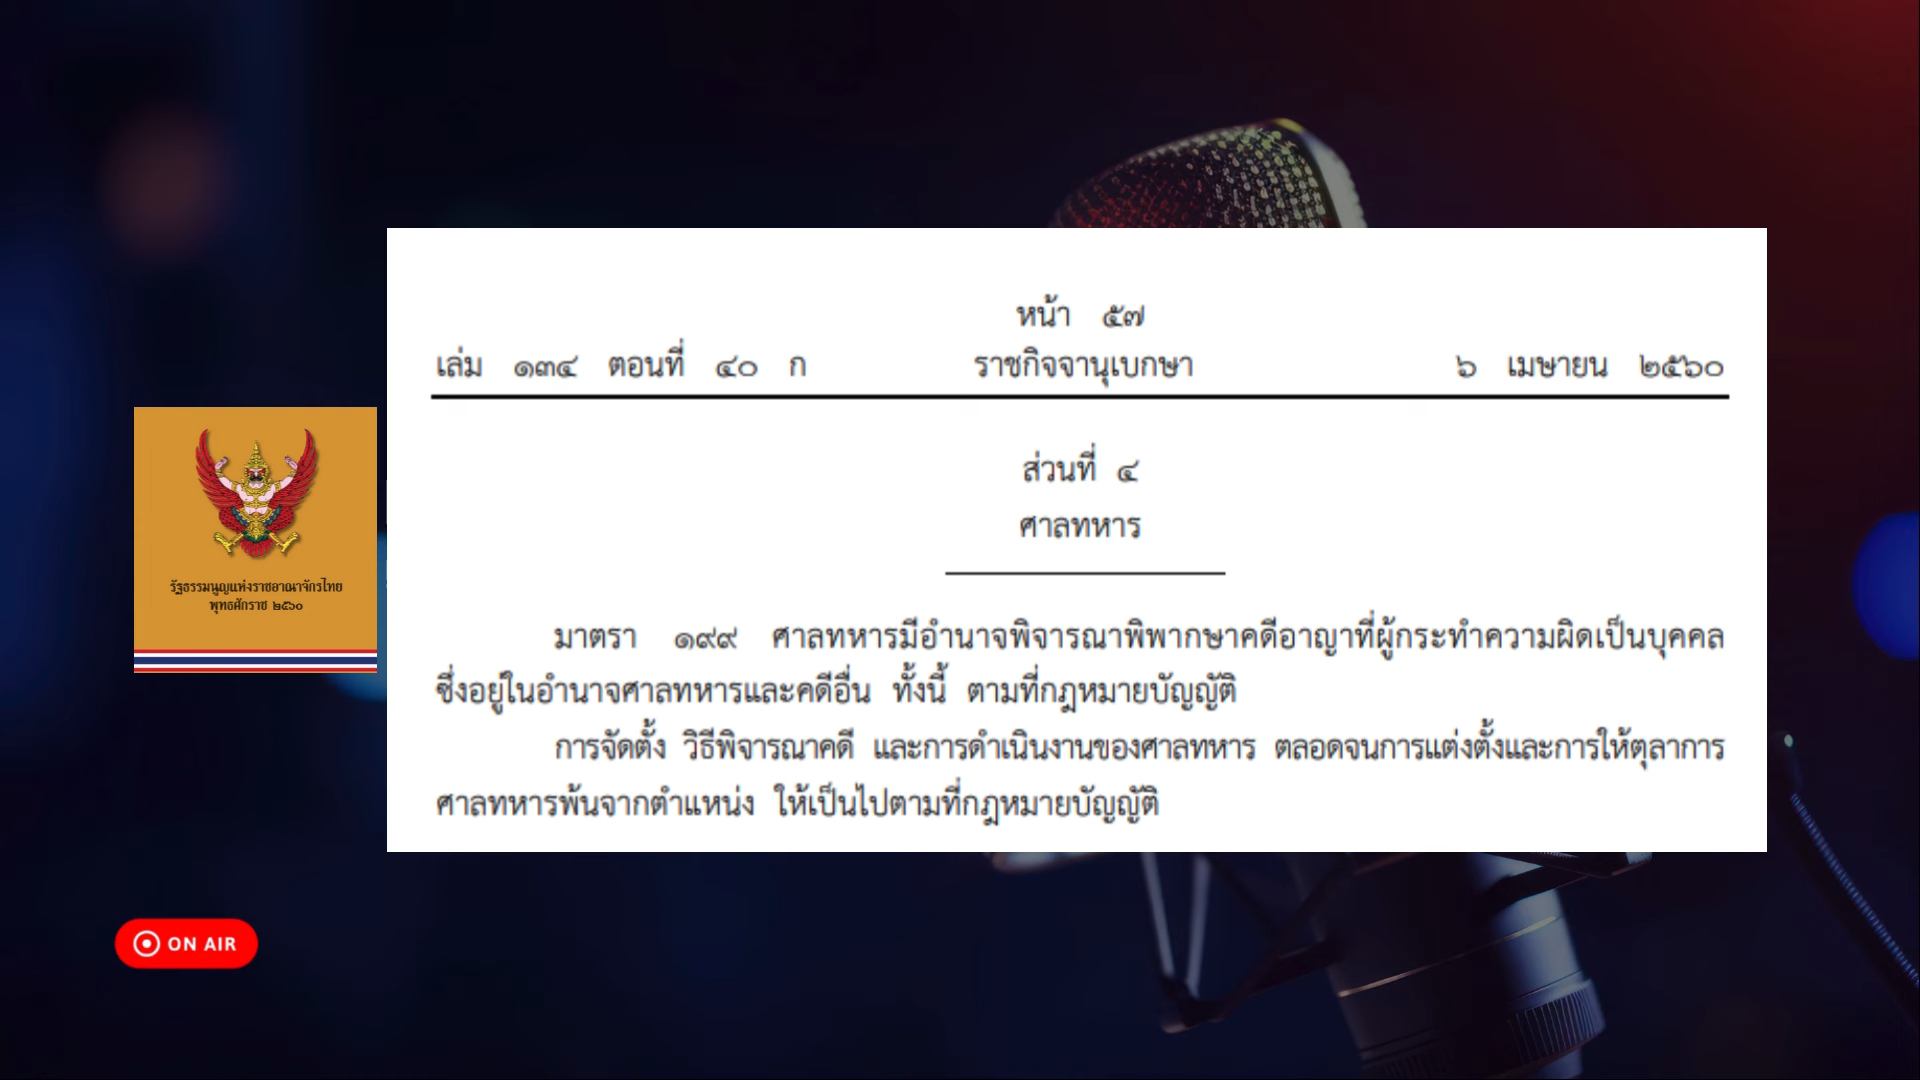 หน้า ๕๗
เล่ม ๑๓๔ ตอนที่ ๔๐ ก ราชกิจจานุเบกษา ๖ เมษายน ๒๕๖๐
ส่วนที่ ๔
ศาลทหาร
มาตรา ๑๙๙ ศาลทหารมีอำนาจพิจารณาพิพากษาคดีอาญาที่ผู้กระทำความผิดเป็นบุคคล
ซึ่งอยู่ในอำนาจศาลทหารและคดีอื่น ทั้งนี้ ตามที่กฎหมายบัญญัติ
การจัดตั้ง วิธีพิจารณาคดี และการดำเนินงานของศาลทหาร ตลอดจนการแต่งตั้งและการให้ตุลาการ
ศาลทหารพ้นจากตำแหน่ง ให้เป็นไปตามที่กฎหมายบัญญัติ
รัฐธรรมนูญแห่งราชอาณาจักรไทย
พุทธศักราช ๒๕๖๐
ON AIR